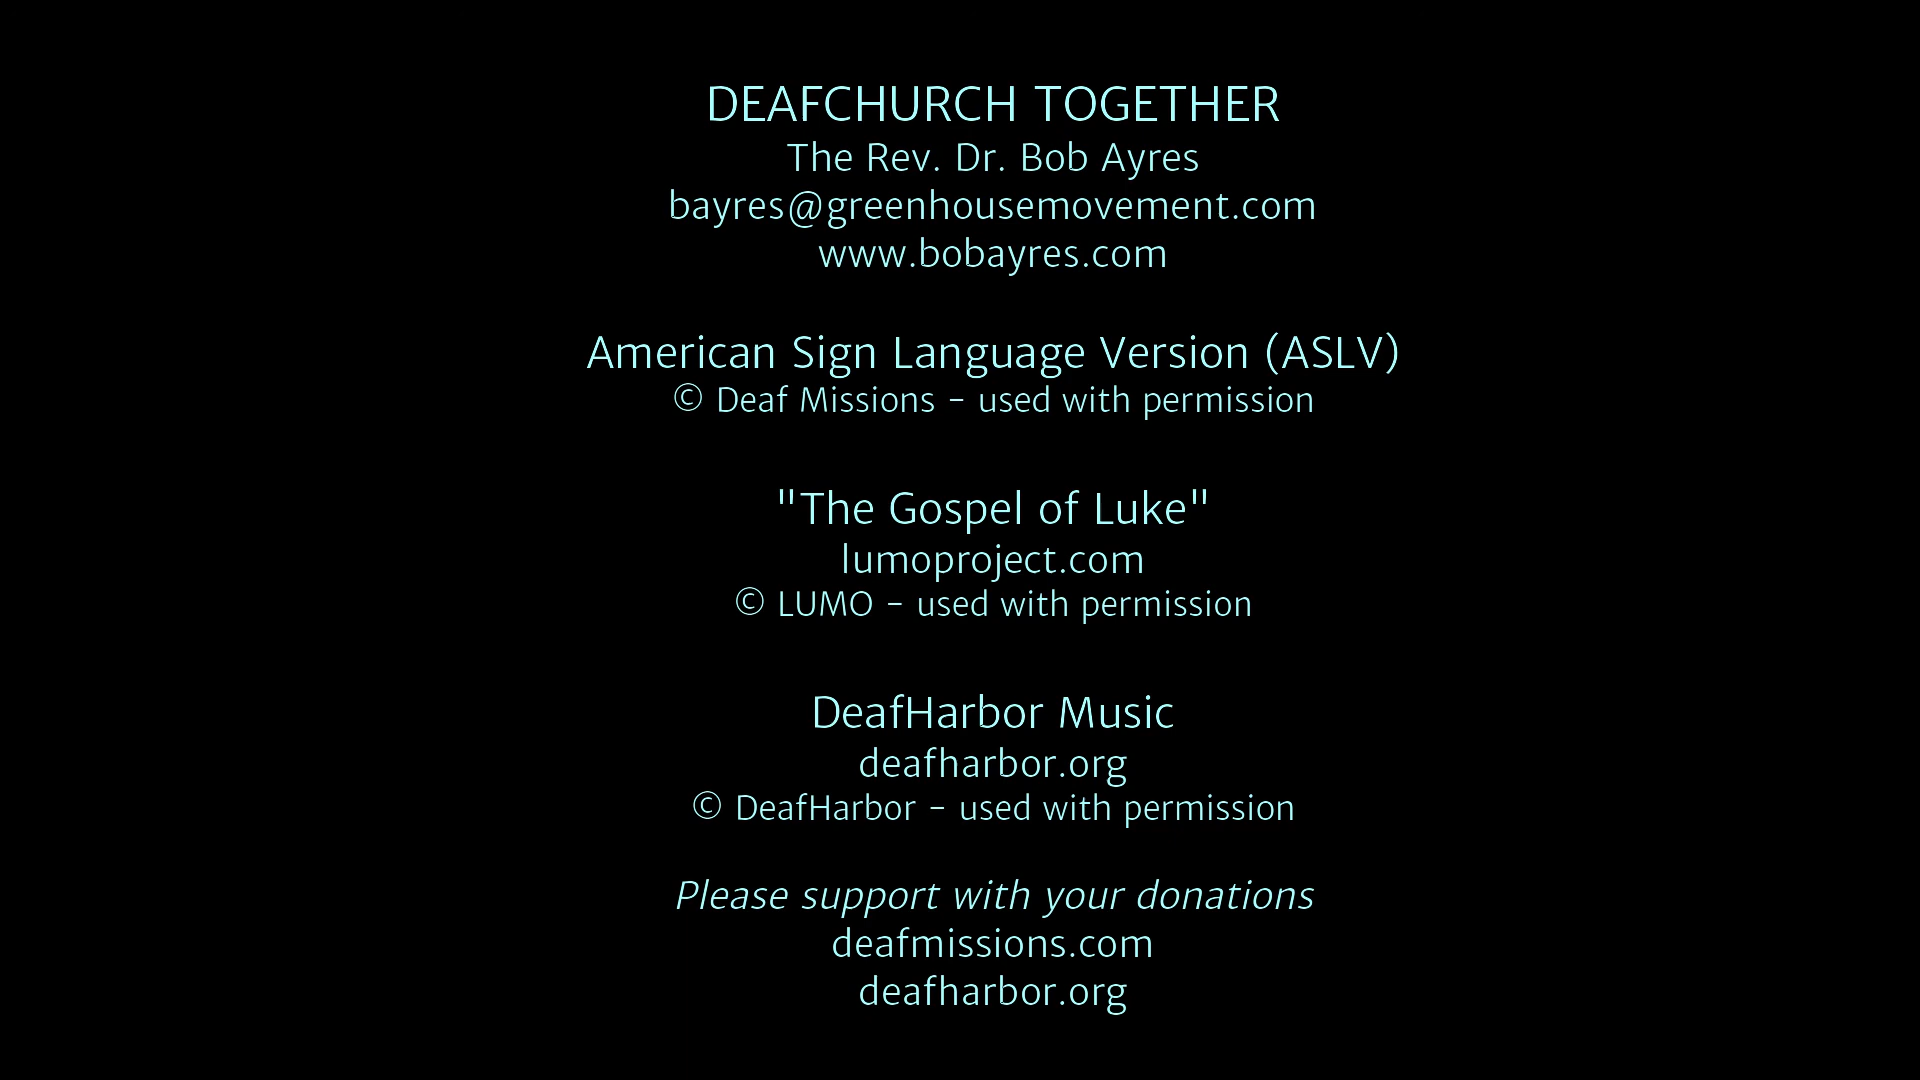 DEAFCHURCH TOGETHER
The Rev. Dr. Bob Ayres
bayres@greenhousemovement.com
www.bobayres.com
American Sign Language Version (ASLV)
© Deaf Missions - used with permission
"The Gospel of Luke"
lumoproject.com
© LUMO - used with permission
DeafHarbor Music
deafharbor.org
© DeafHarbor - used with permission
Please support with your donations
deafmissions.com
deafharbor.org